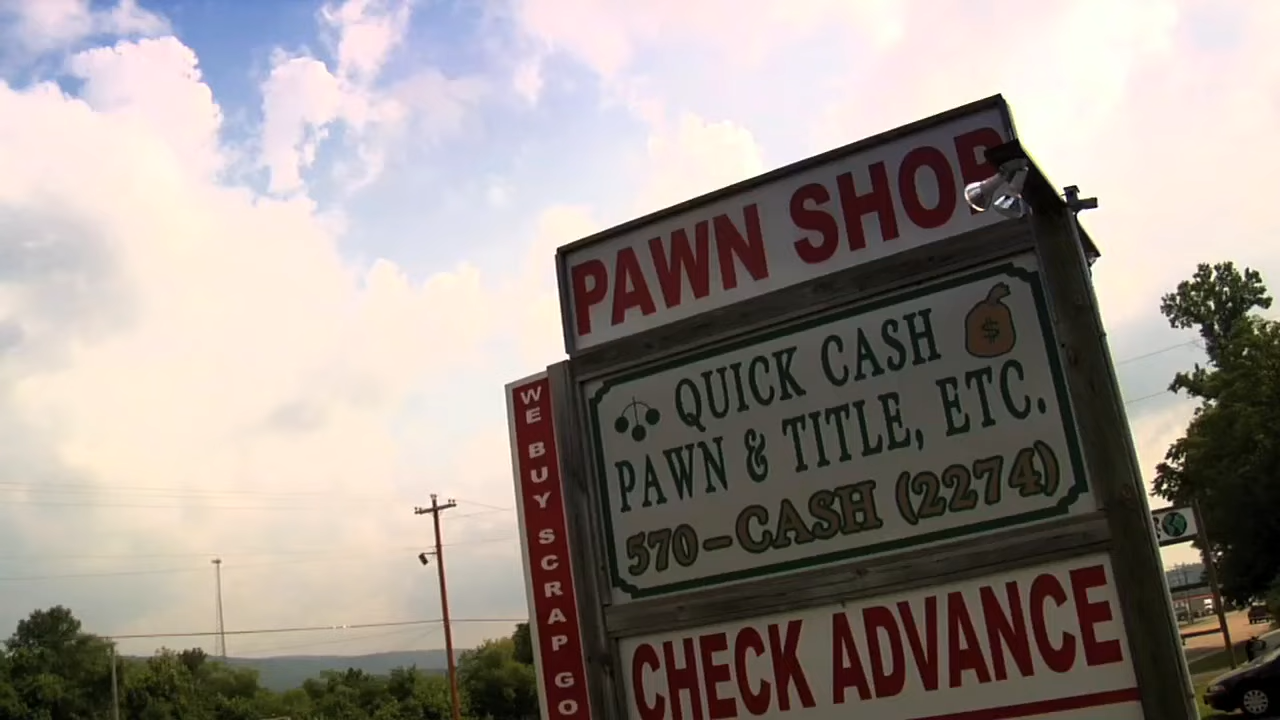 PAWN SHOP
QUICK CASH
PAWN & TITLE, ETC.
570-CASH (2274)
CHECK ADVANCE
WE BUY SCRAP GO